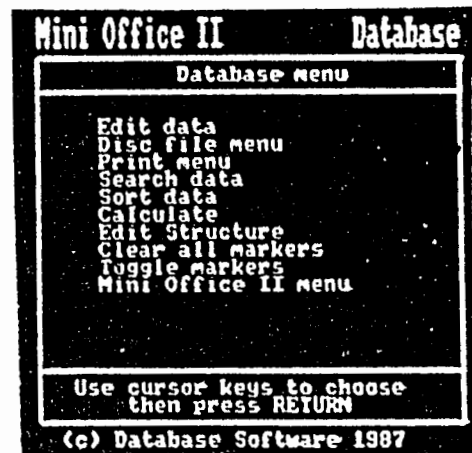 Mini Office II Database
Database menu
Edit data
Disc file menu
Print menu
Search data
Sort data
Calculate
Edit Structure
Clear all markers
Toggle markers
Mini Office II menu
Use cursor keys to choose
then press RETURN
(c) Database Software 1987